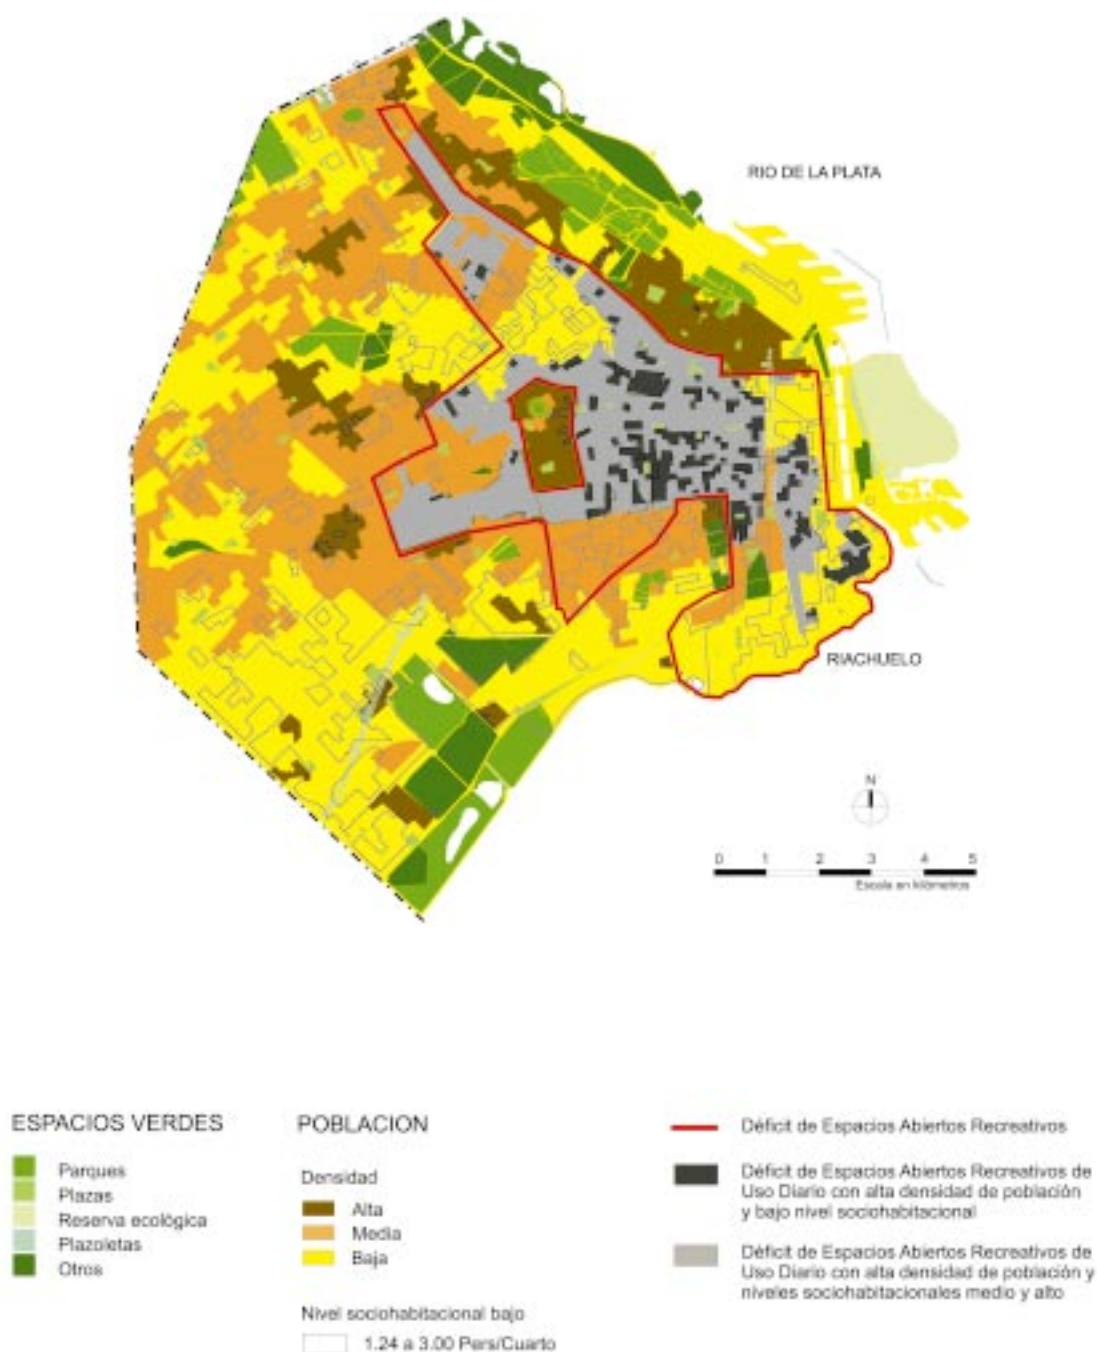 RIO DE LA PLATA
RIACHUELO
N
0 1 2 3 4 5
Escala en kilómetros
ESPACIOS VERDES
Parques
Plazas
Reserva ecológica
Plazoletas
Otros
POBLACION
Densidad
Alta
Media
Baja
Nivel sociohabitacional bajo
1.24 a 3.00 Pers/Cuarto
Déficit de Espacios Abiertos Recreativos
Déficit de Espacios Abiertos Recreativos de
Uso Diario con alta densidad de población
y bajo nivel sociohabitacional
Déficit de Espacios Abiertos Recreativos de
Uso Diario con alta densidad de población y
niveles sociohabitacionales medio y alto